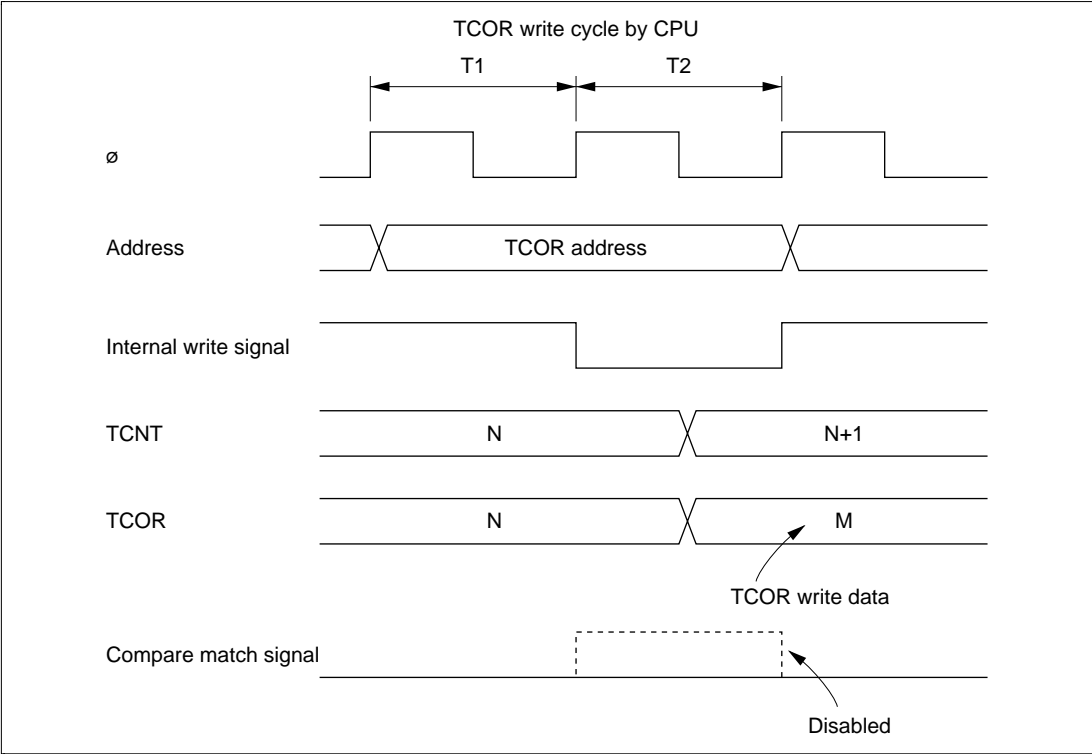 TCOR write cycle by CPU
T1 T2
ø
Address TCOR address
Internal write signal
TCNT N N+1
TCOR N M
TCOR write data
Compare match signal
Disabled